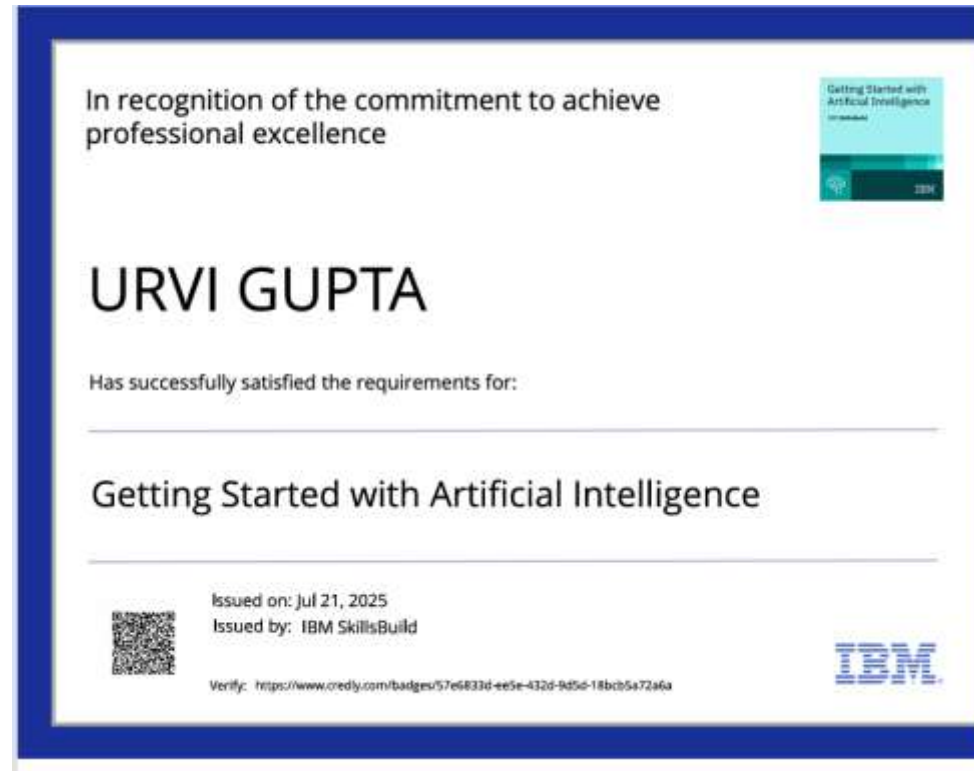 In recognition of the commitment to achieve
professional excellence
Getting Started with
Artificial Intelligence
IBM
URVI GUPTA
Has successfully satisfied the requirements for:
Getting Started with Artificial Intelligence
Issued on: Jul 21, 2025
Issued by: IBM SkillsBuild
Verify: https://www.credly.com/badges/57e6833d-ee5e-432d-9d5d-18bcb5a72a6a
IBM.